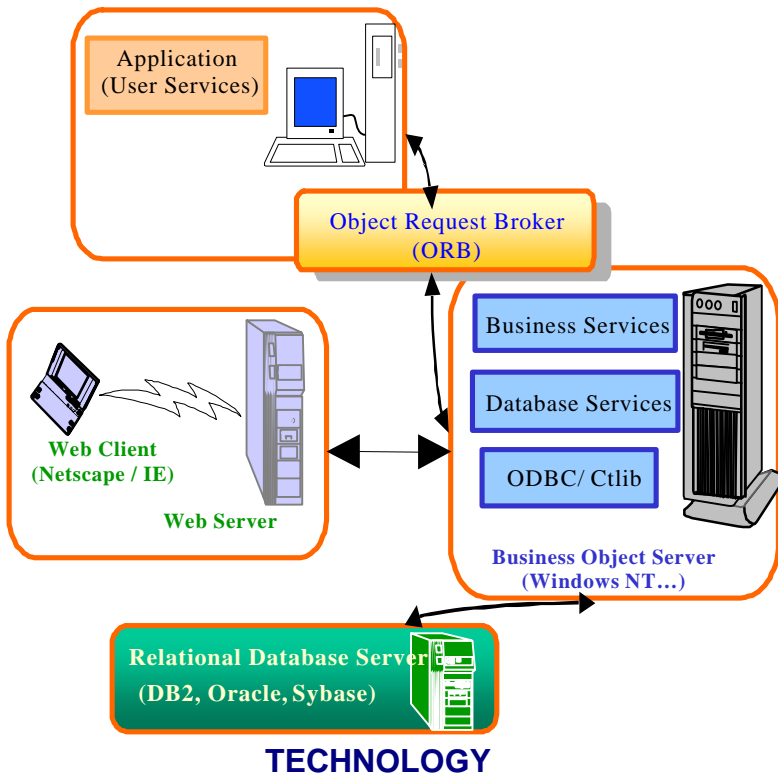 Application
(User Services)
Object Request Broker
(ORB)
Business Services
Database Services
ODBC/ Ctlib
Business Object Server
(Windows NT...)
Web Client
(Netscape / IE)
Web Server
Relational Database Server
(DB2, Oracle, Sybase)
TECHNOLOGY